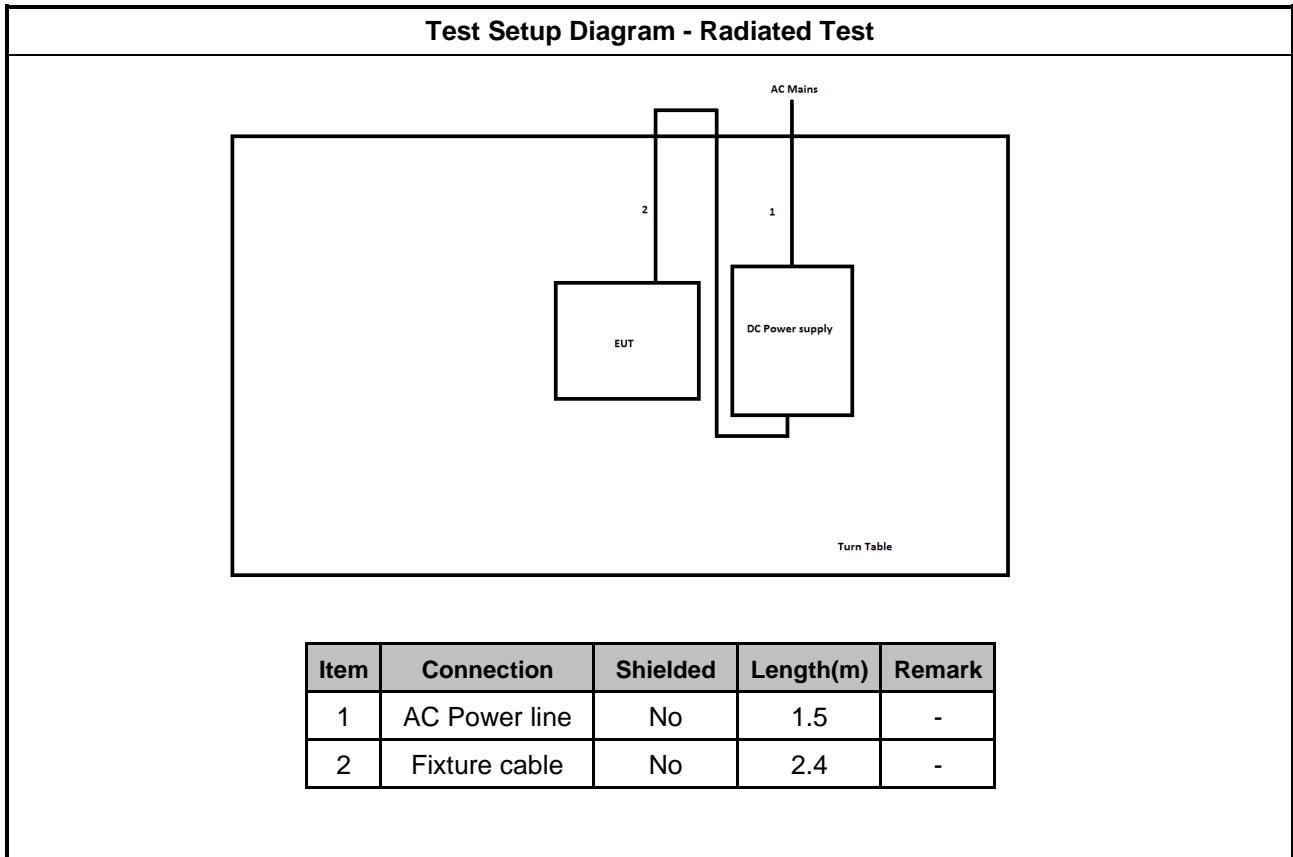 Test Setup Diagram - Radiated Test
AC Mains
2
1
EUT
DC Power supply
Turn Table
Item Connection Shielded Length(m) Remark
1 AC Power line No 1.5 -
2 Fixture cable No 2.4 -